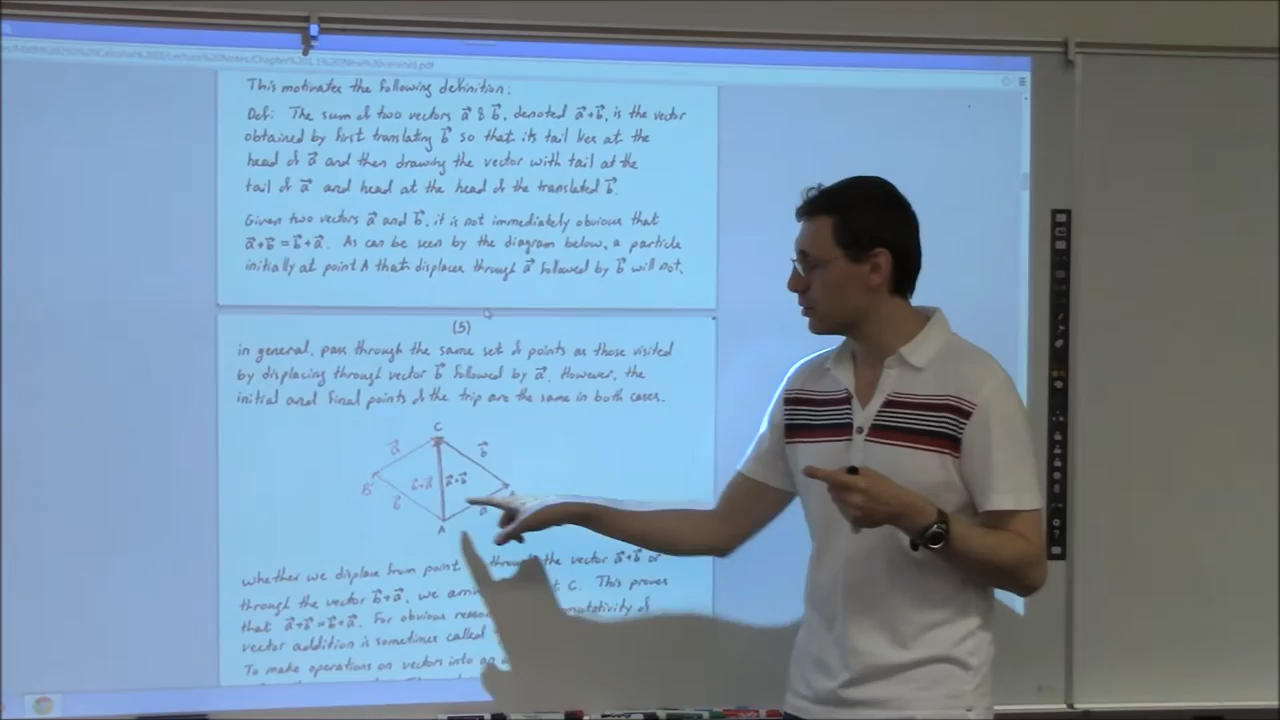 This motivates the following definition:
Def: The sum of two vectors a⃗ & b⃗, denoted a⃗+b⃗, is the vector
obtained by first translating b⃗ so that its tail lies at the
head of a⃗ and then drawing the vector with tail at the
tail of a⃗ and head at the head of the translated b⃗.
Given two vectors a⃗ and b⃗, it is not immediately obvious that
a⃗+b⃗=b⃗+a⃗. As can be seen by the diagram below, a particle
initially at point A that displaces through a⃗ followed by b⃗ will not,
(5)
in general, pass through the same set of points as those visited
by displacing through vector b⃗ followed by a⃗. However, the
initial and final points of the trip are the same in both cases.
C
a⃗ b⃗
B b⃗+a⃗ a⃗+b⃗
b⃗ a⃗
A
whether we displace from point through the vector a⃗+b⃗ or
through the vector b⃗+a⃗, we C. This proves
that a⃗+b⃗=b⃗+a⃗. For obvious of
vector addition is sometimes called
To make operations on vectors into